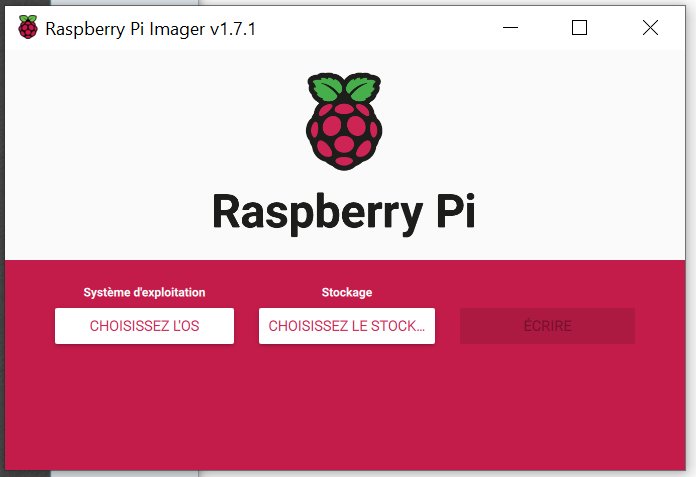 Raspberry Pi Imager v1.7.1
Raspberry Pi
Système d'exploitation
Stockage
CHOISISSEZ L'OS
CHOISISSEZ LE STOCK...
ÉCRIRE